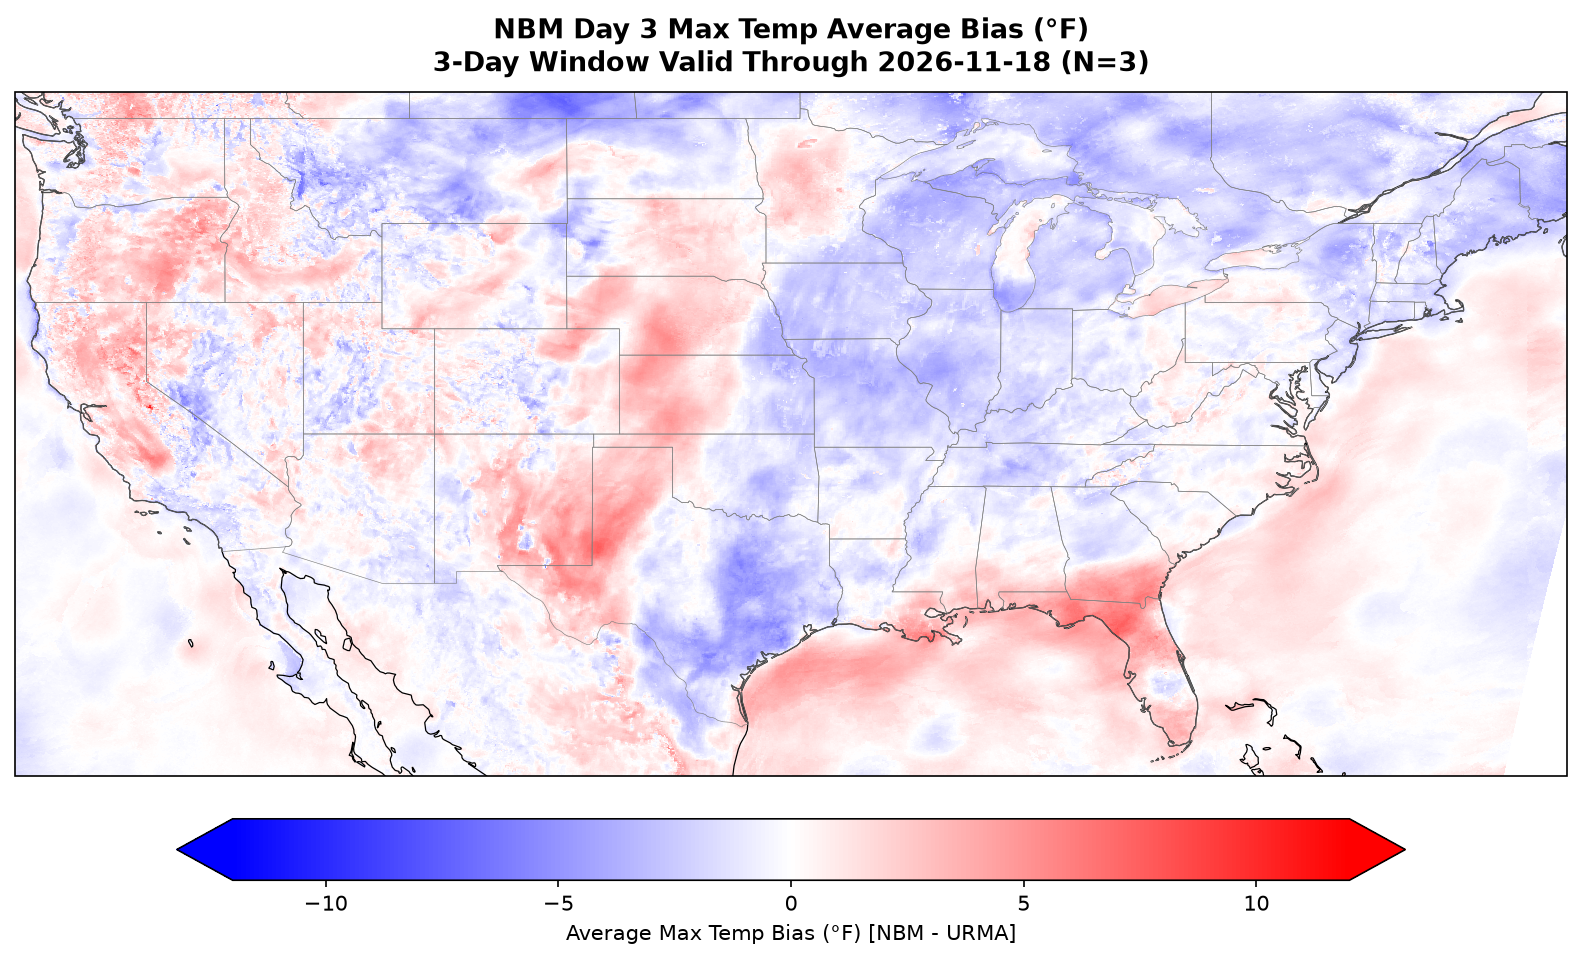 NBM Day 3 Max Temp Average Bias (°F)
3-Day Window Valid Through 2026-11-18 (N=3)
−10 −5 0 5 10
Average Max Temp Bias (°F) [NBM - URMA]